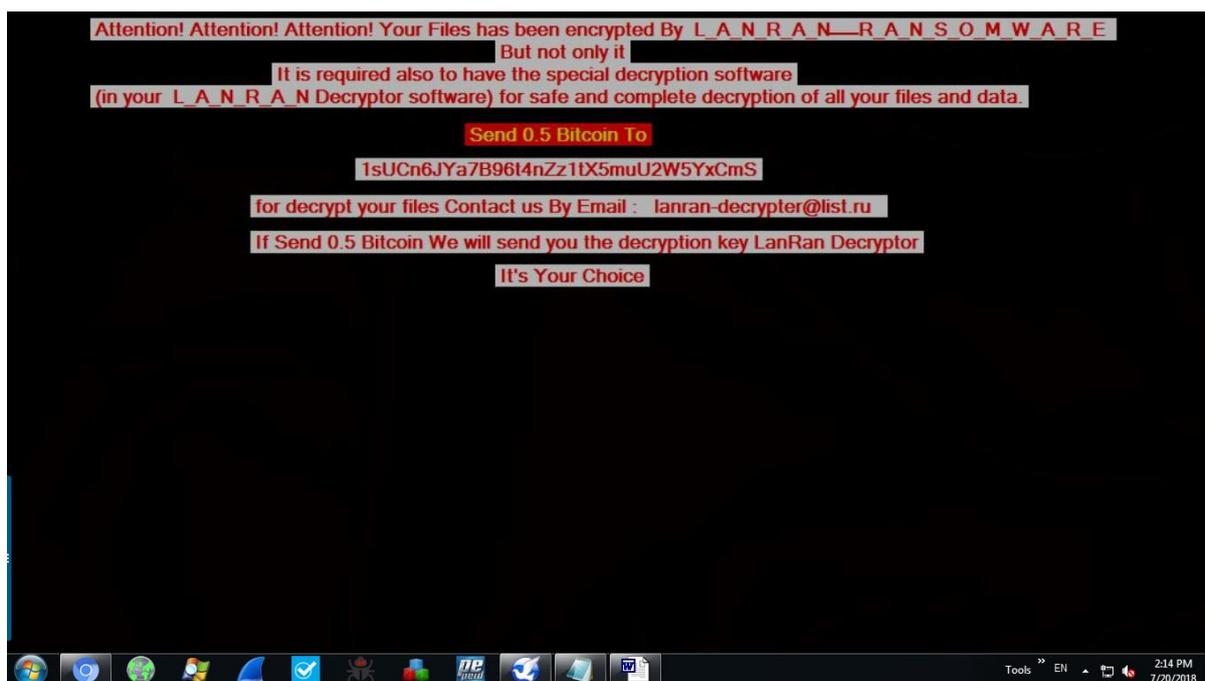 Attention! Attention! Attention! Your Files has been encrypted By L_A_N_R_A_N__R_A_N_S_O_M_W_A_R_E
But not only it
It is required also to have the special decryption software
(in your L_A_N_R_A_N Decryptor software) for safe and complete decryption of all your files and data.
Send 0.5 Bitcoin To
1sUCn6JYa7B96t4nZz1tX5muU2W5YxCmS
for decrypt your files Contact us By Email : lanran-decrypter@list.ru
If Send 0.5 Bitcoin We will send you the decryption key LanRan Decryptor
It's Your Choice
Tools » EN 2:14 PM
7/20/2018